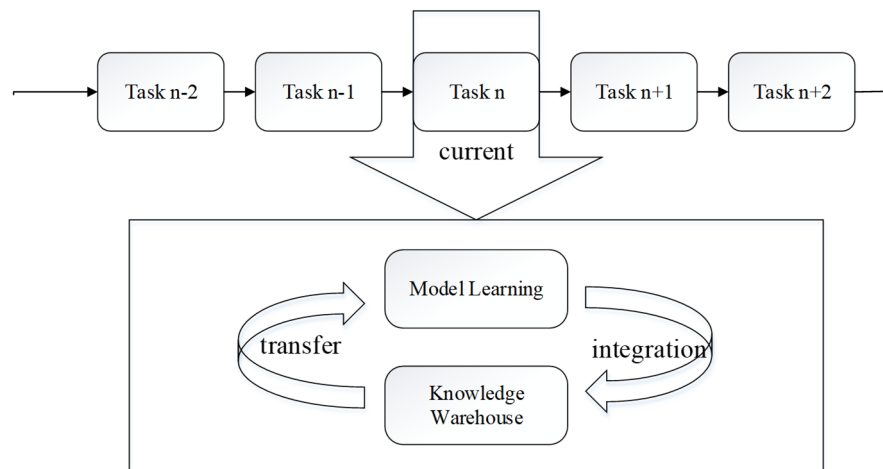 Task n-2
Task n-1
Task n
Task n+1
Task n+2
current
Model Learning
transfer
integration
Knowledge
Warehouse